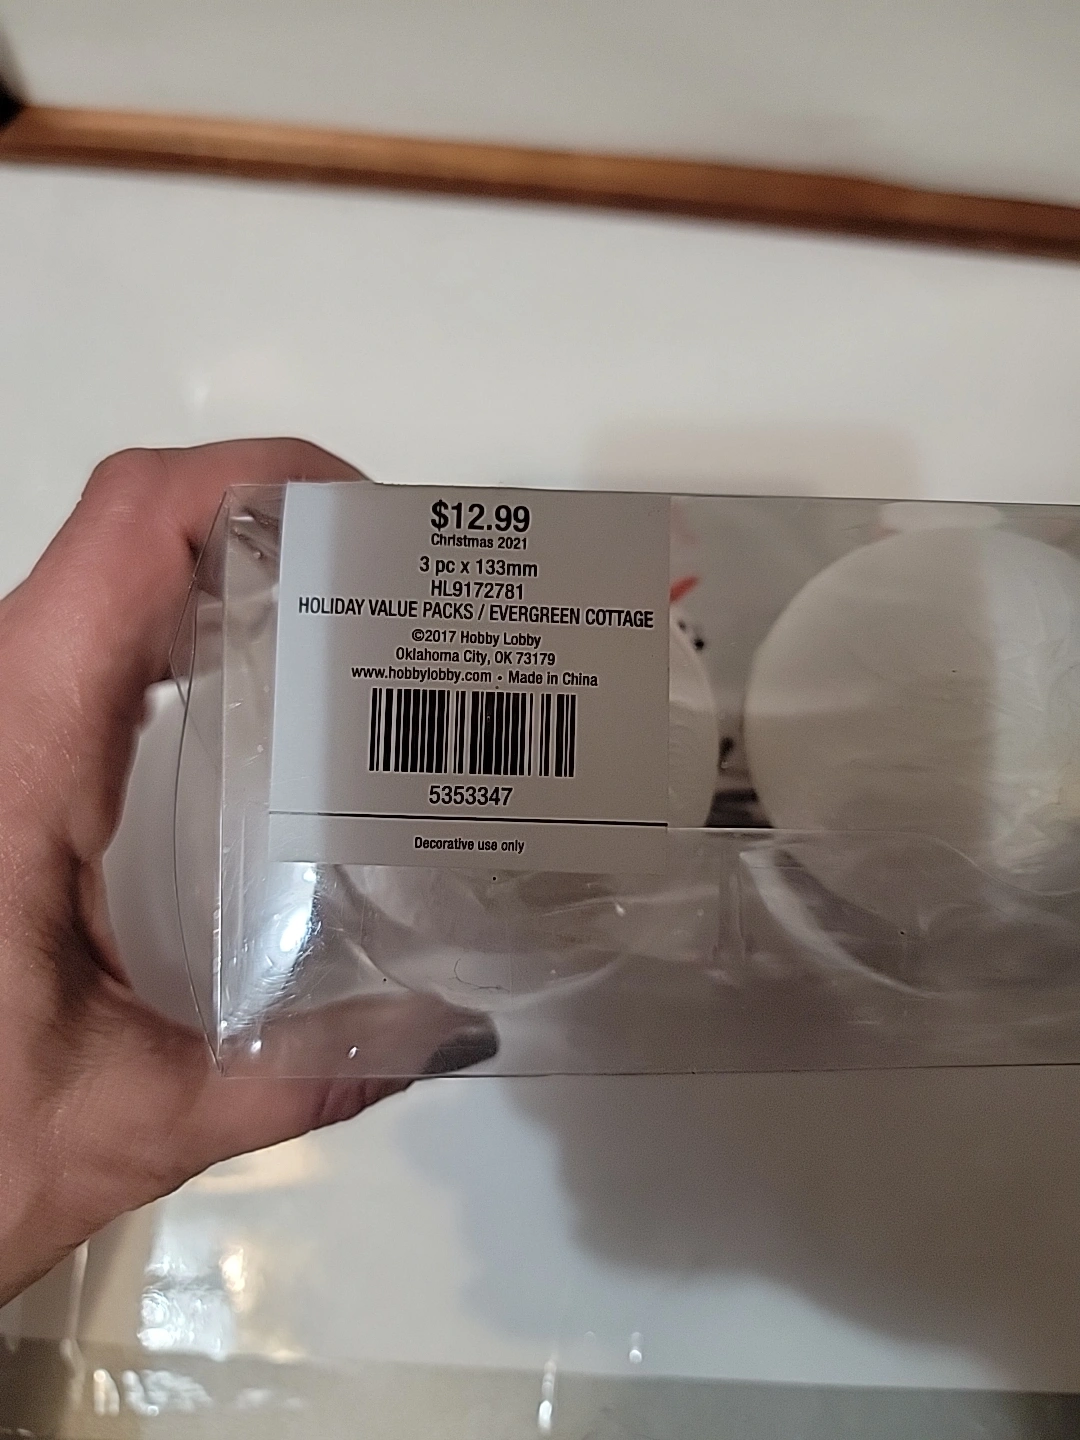 $12.99
Christmas 2021
3 pc x 133mm
HL9172781
HOLIDAY VALUE PACKS / EVERGREEN COTTAGE
©2017 Hobby Lobby
Oklahoma City, OK 73179
www.hobbylobby.com • Made in China
5353347
Decorative use only